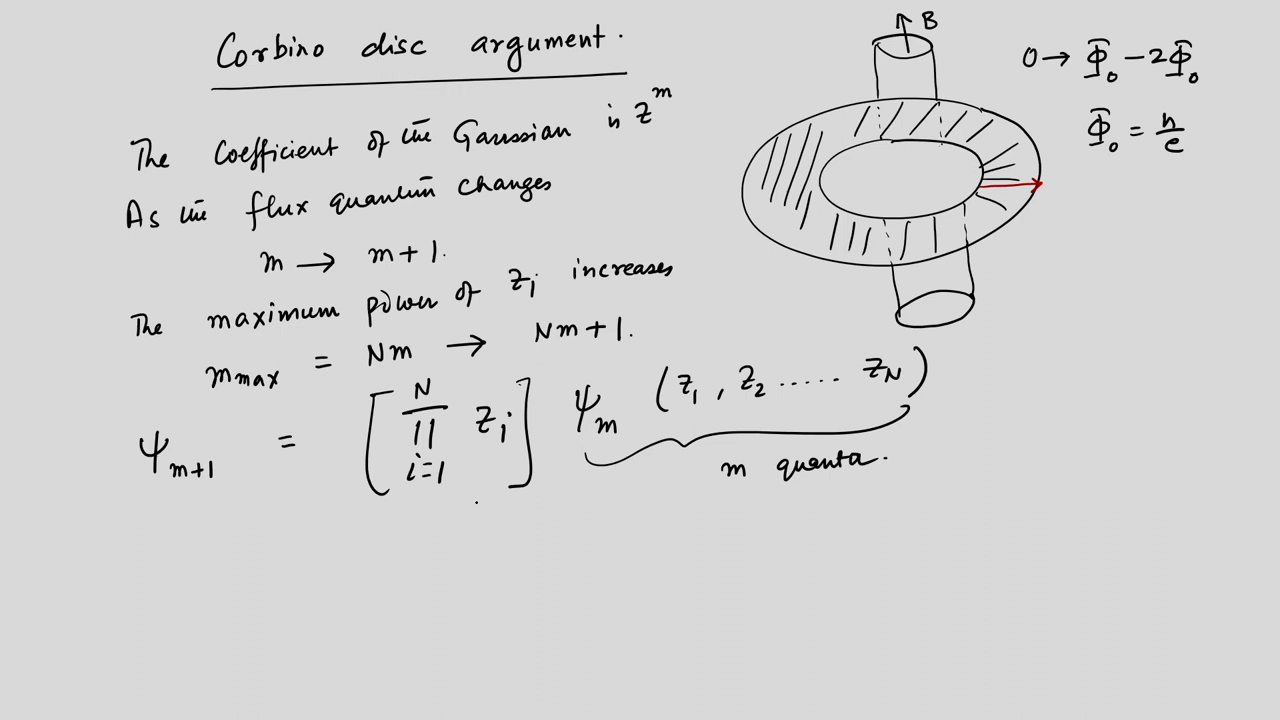 Corbino disc argument.
The coefficient of the Gaussian is z^m
As the flux quantum changes
m → m+1.
The maximum power of z_i increases
m_max = Nm → Nm+1.
ψ_{m+1} = [∏_{i=1}^{N} z_i] ψ_m (z_1, z_2 ..... z_N)
m quanta.
B
0 → Φ_0 - 2Φ_0
Φ_0 = h/e